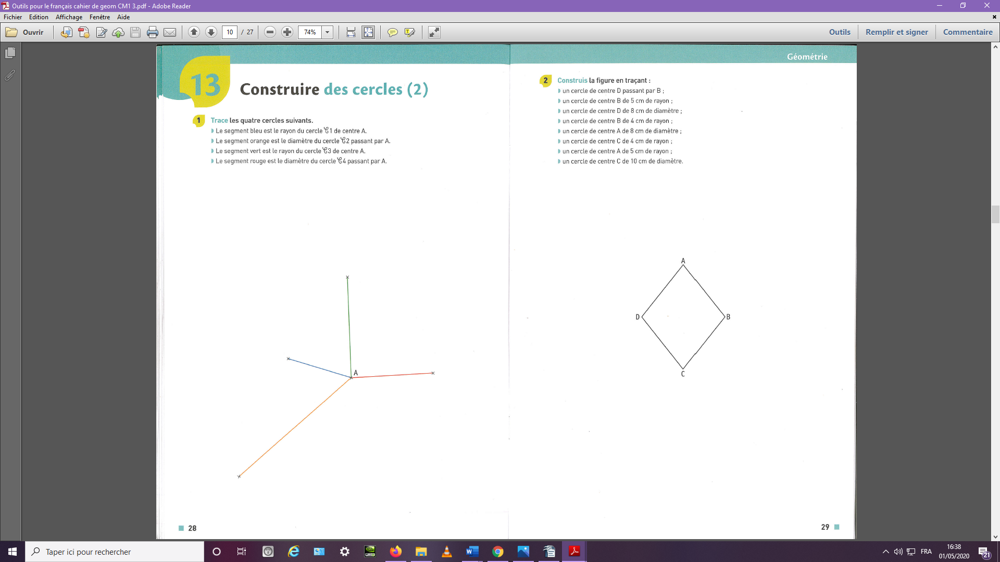 Outils pour le français cahier de geom CM1 3.pdf - Adobe Reader
Fichier Edition Affichage Fenêtre Aide
Ouvrir 10 / 27 74% Outils Remplir et signer Commentaire
Géométrie
13 Construire des cercles (2)
1 Trace les quatre cercles suivants.
Le segment bleu est le rayon du cercle 𝒞1 de centre A.
Le segment orange est le diamètre du cercle 𝒞2 passant par A.
Le segment vert est le rayon du cercle 𝒞3 de centre A.
Le segment rouge est le diamètre du cercle 𝒞4 passant par A.
A
28
2 Construis la figure en traçant :
un cercle de centre D passant par B ;
un cercle de centre B de 5 cm de rayon ;
un cercle de centre D de 8 cm de diamètre ;
un cercle de centre B de 4 cm de rayon ;
un cercle de centre A de 8 cm de diamètre ;
un cercle de centre C de 4 cm de rayon ;
un cercle de centre A de 5 cm de rayon ;
un cercle de centre C de 10 cm de diamètre.
A
D B
C
29
Taper ici pour rechercher
FRA
16:38
01/05/2020
21